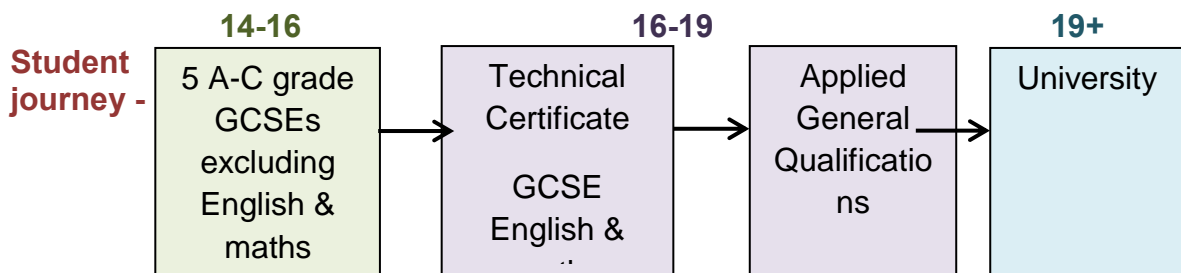 14-16
16-19
19+
Student
journey -
5 A-C grade
GCSEs
excluding
English &
maths
Technical
Certificate
GCSE
English &
Applied
General
Qualificatio
ns
University